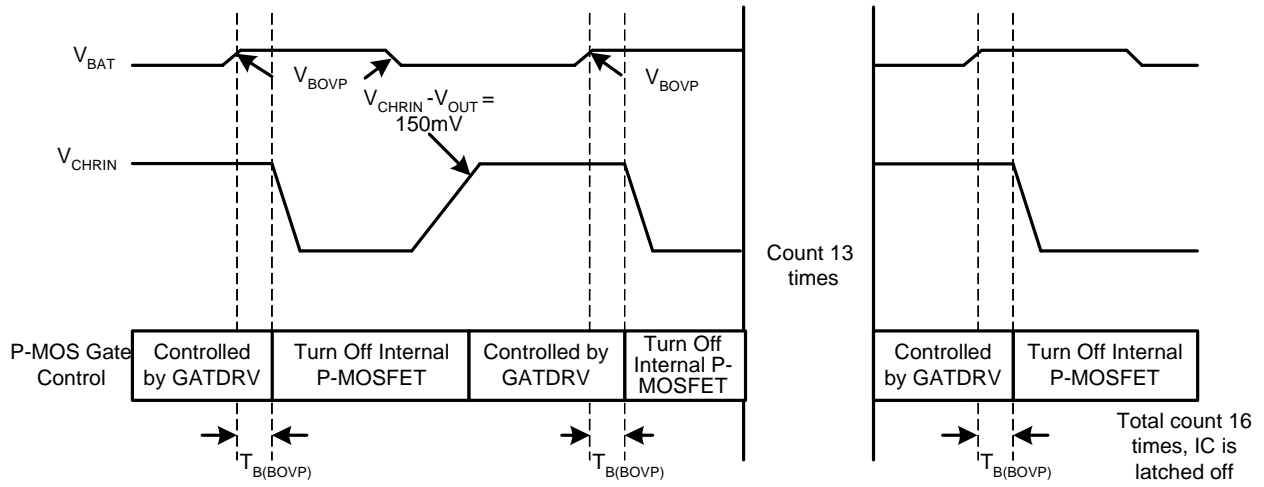 V_BAT
V_BOVP
V_CHRIN - V_OUT =
150mV
V_BOVP
V_CHRIN
Count 13
times
P-MOS Gate
Control
Controlled
by GATDRV
Turn Off Internal
P-MOSFET
Controlled by
GATDRV
Turn Off
Internal P-
MOSFET
Controlled
by GATDRV
Turn Off Internal
P-MOSFET
T_B(BOVP)
T_B(BOVP)
T_B(BOVP)
Total count 16
times, IC is
latched off